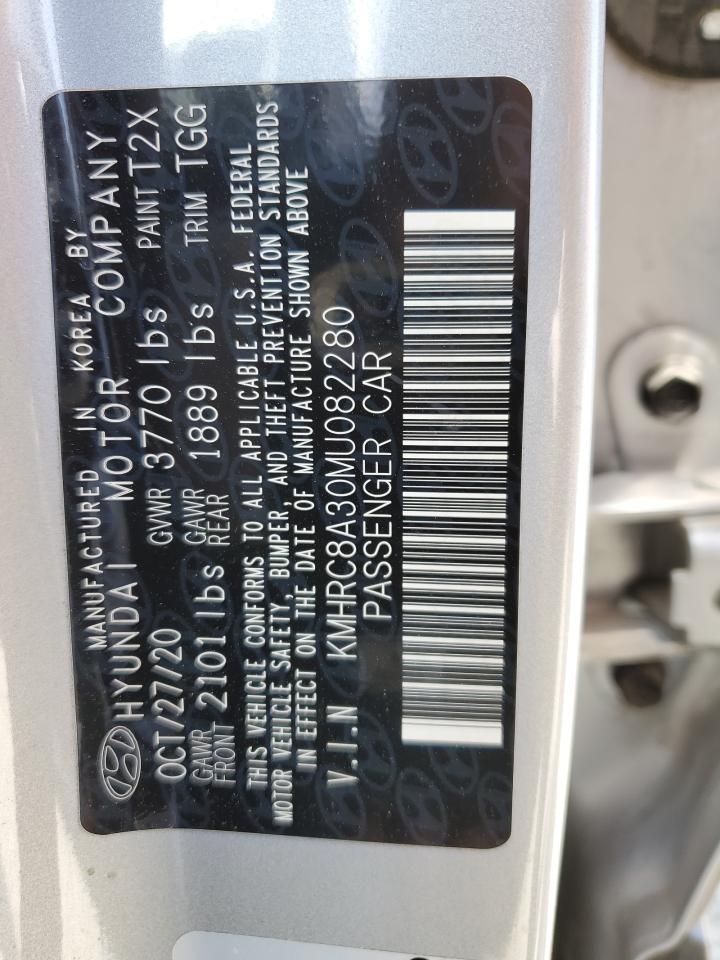 MANUFACTURED IN KOREA BY
HYUNDAI MOTOR COMPANY
OCT/27/20 GVWR 3770 lbs PAINT T2X
GAWR FRONT 2101 lbs GAWR REAR 1889 lbs TRIM TGG
THIS VEHICLE CONFORMS TO ALL APPLICABLE U.S.A. FEDERAL
MOTOR VEHICLE SAFETY, BUMPER, AND THEFT PREVENTION STANDARDS
IN EFFECT ON THE DATE OF MANUFACTURE SHOWN ABOVE
V.I.N KMHRC8A30MU082280
PASSENGER CAR